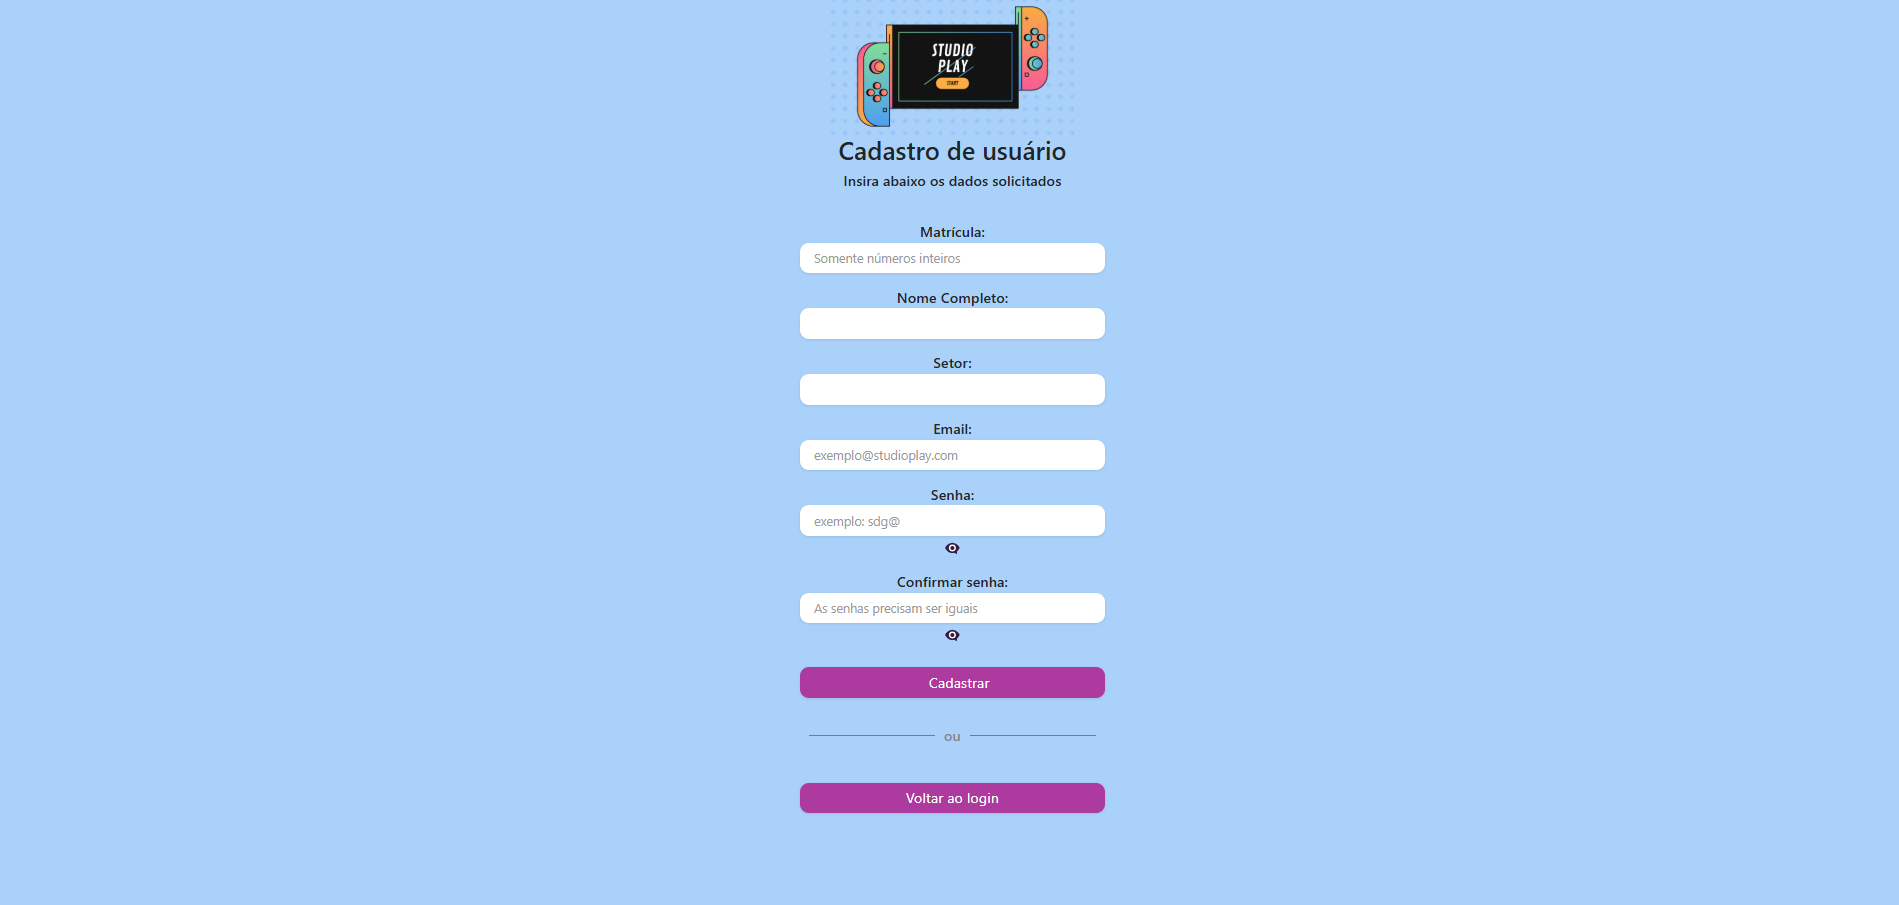 STUDIO
PLAY
START
Cadastro de usuário
Insira abaixo os dados solicitados
Matrícula:
Somente números inteiros
Nome Completo:
Setor:
Email:
exemplo@studioplay.com
Senha:
exemplo: sdg@
Confirmar senha:
As senhas precisam ser iguais
Cadastrar
ou
Voltar ao login